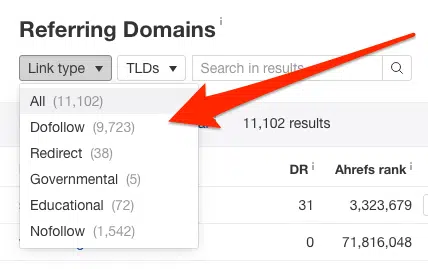 Referring Domains i
Link type ▾ TLDs ▾ Search in results...
All (11,102)
Dofollow (9,723)
Redirect (38)
Governmental (5)
Educational (72)
Nofollow (1,542)
11,102 results
DR i Ahrefs rank i
31 3,323,679
0 71,816,048